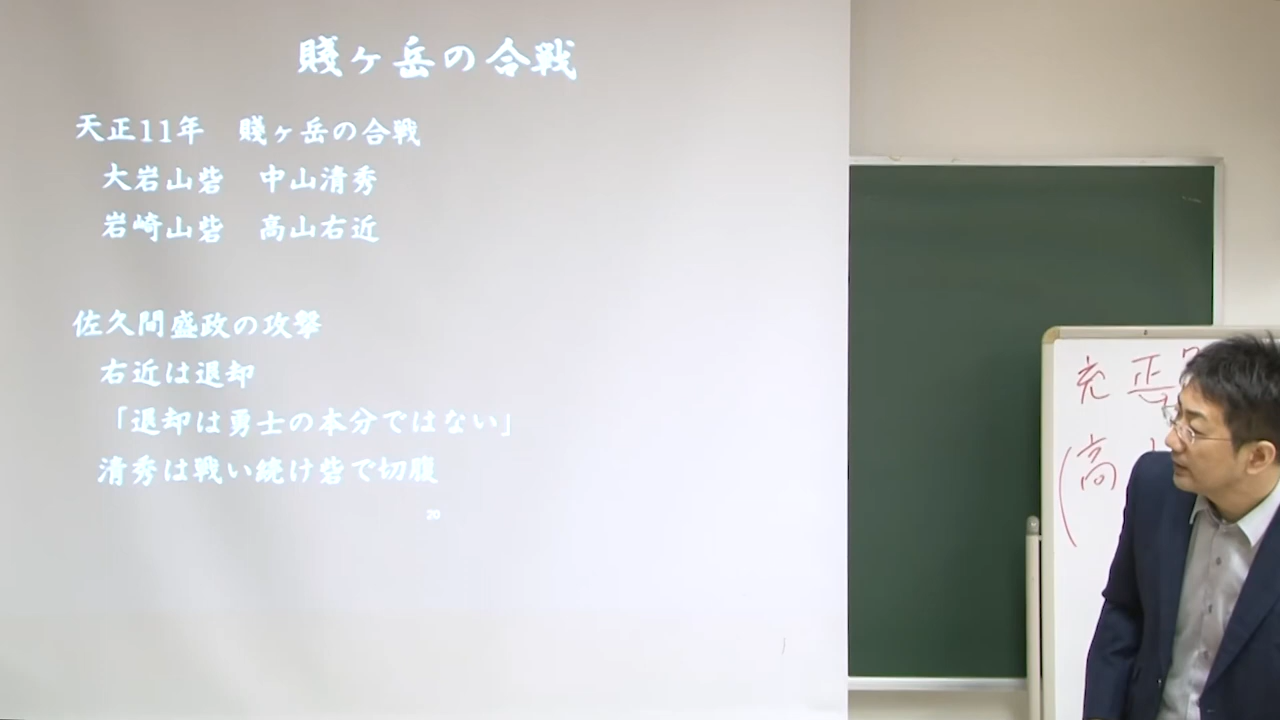 賤ヶ岳の合戦
天正11年　賤ヶ岳の合戦
大岩山砦　中山清秀
岩崎山砦　高山右近
佐久間盛政の攻撃
右近は退却
「退却は勇士の本分ではない」
清秀は戦い続け砦で切腹
20
正
（高